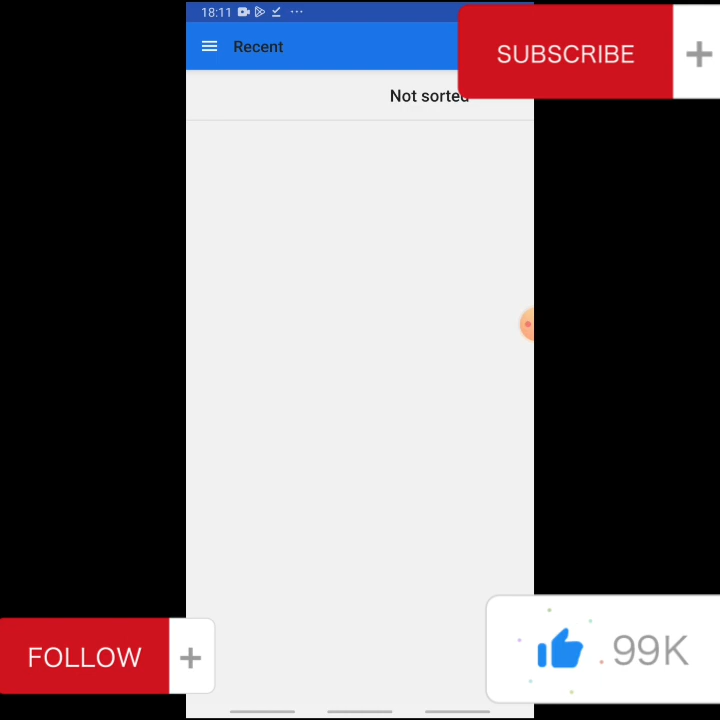 18:11
Recent
SUBSCRIBE +
Not sorted
FOLLOW +
99K